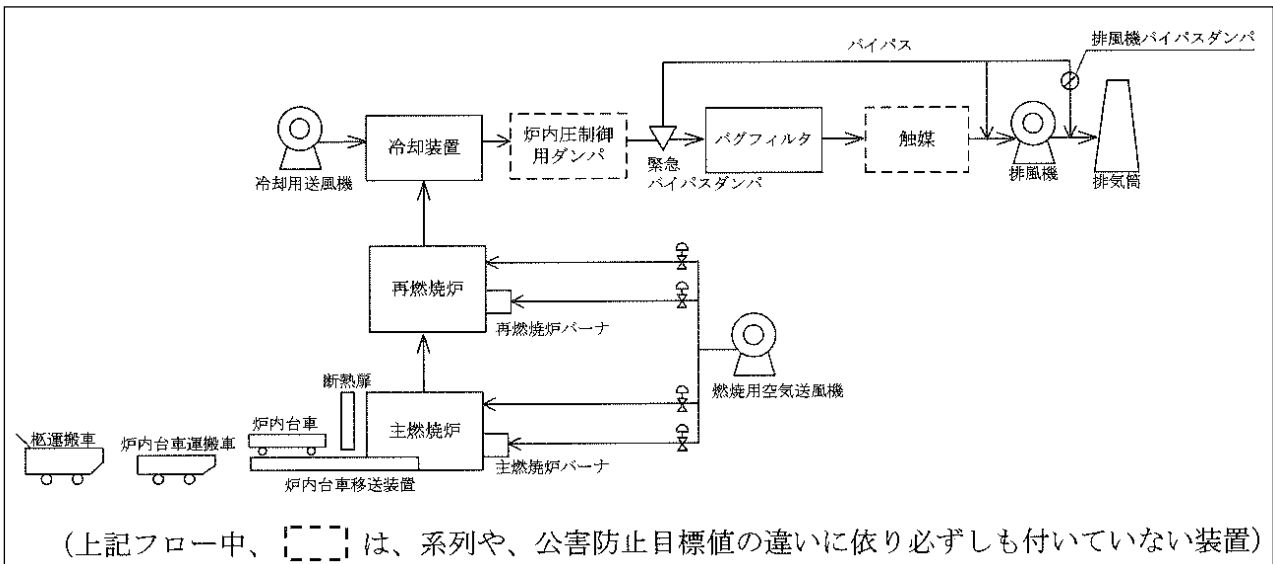 バイパス
排風機バイパスダンパ
冷却用送風機
冷却装置
炉内圧制御
用ダンパ
緊急
バイパスダンパ
バグフィルタ
触媒
排風機
排気筒
再燃焼炉
再燃焼炉バーナ
燃焼用空気送風機
断熱扉
炉内台車
主燃焼炉
主燃焼炉バーナ
柩運搬車
炉内台車運搬車
炉内台車移送装置
(上記フロー中、 は、系列や、公害防止目標値の違いに依り必ずしも付いていない装置)